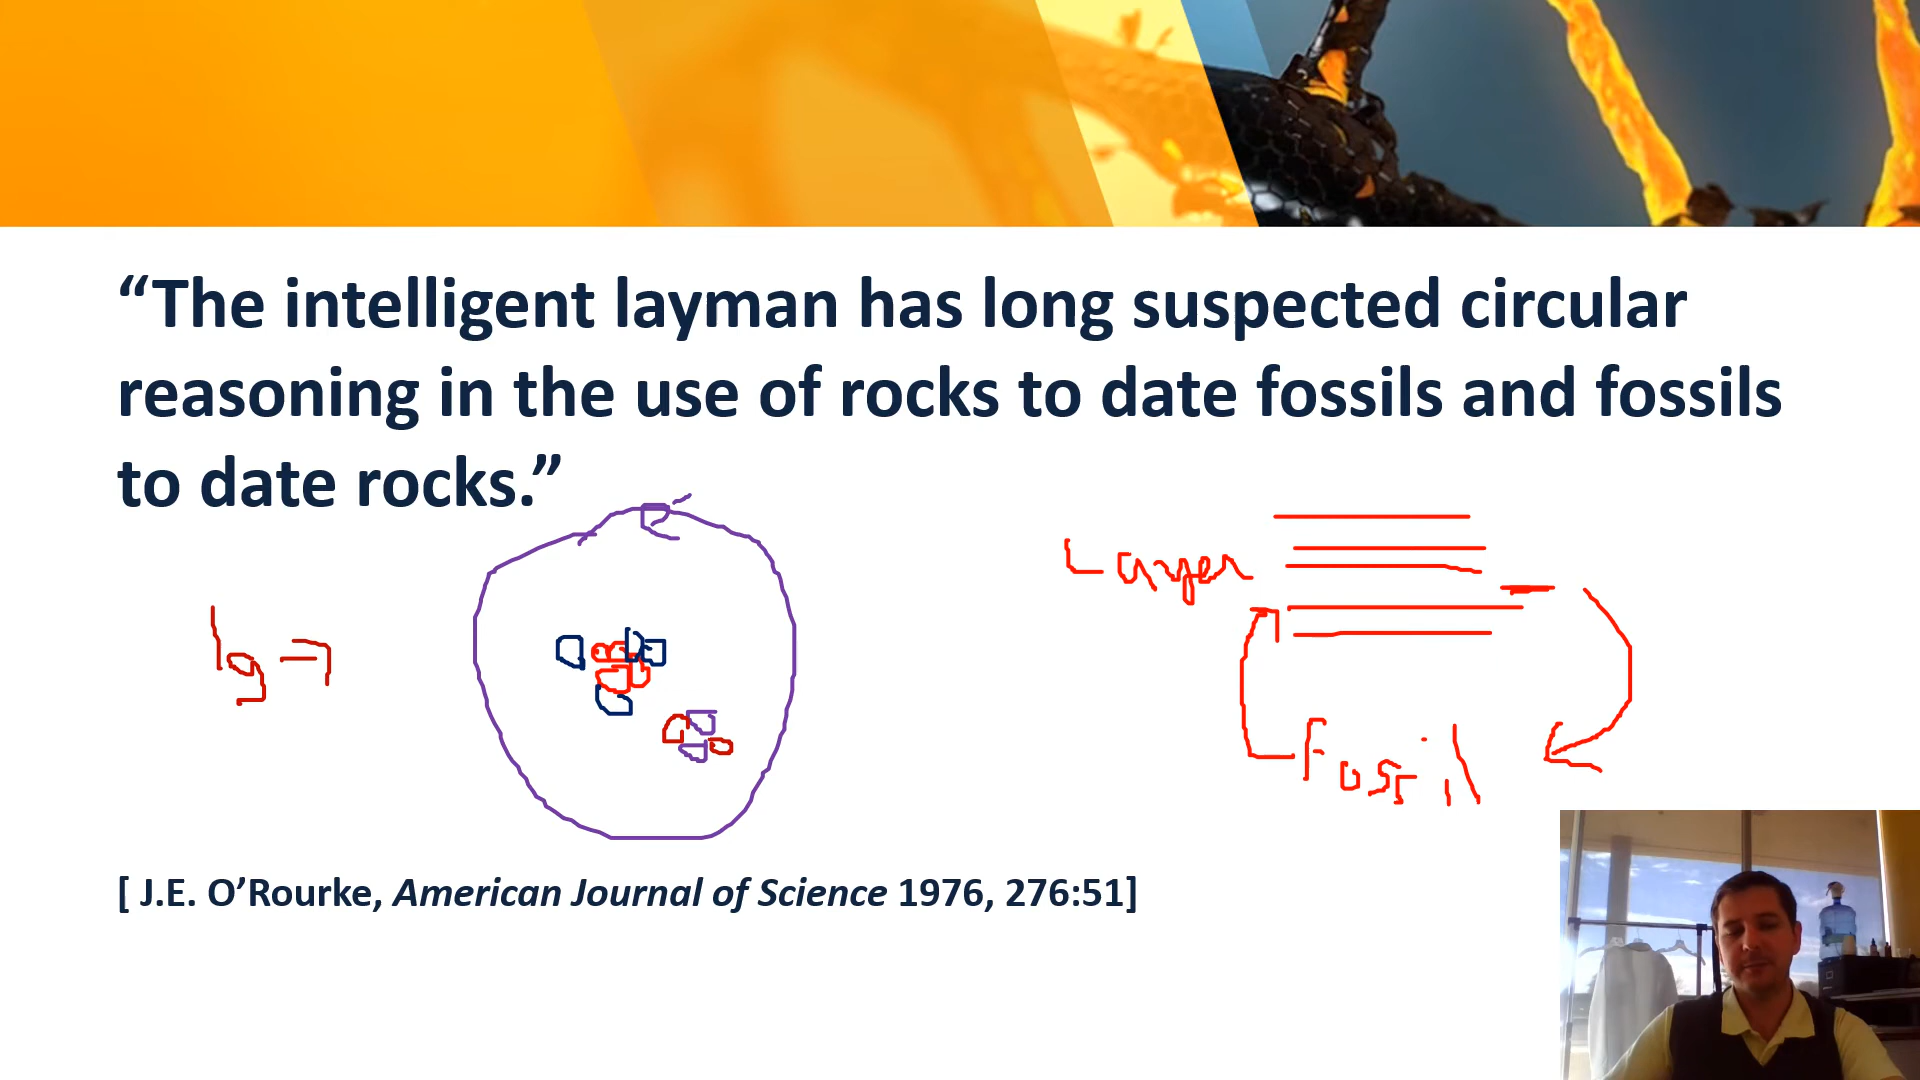 “The intelligent layman has long suspected circular
reasoning in the use of rocks to date fossils and fossils
to date rocks.”
Layer
Fossil
[ J.E. O’Rourke, American Journal of Science 1976, 276:51]